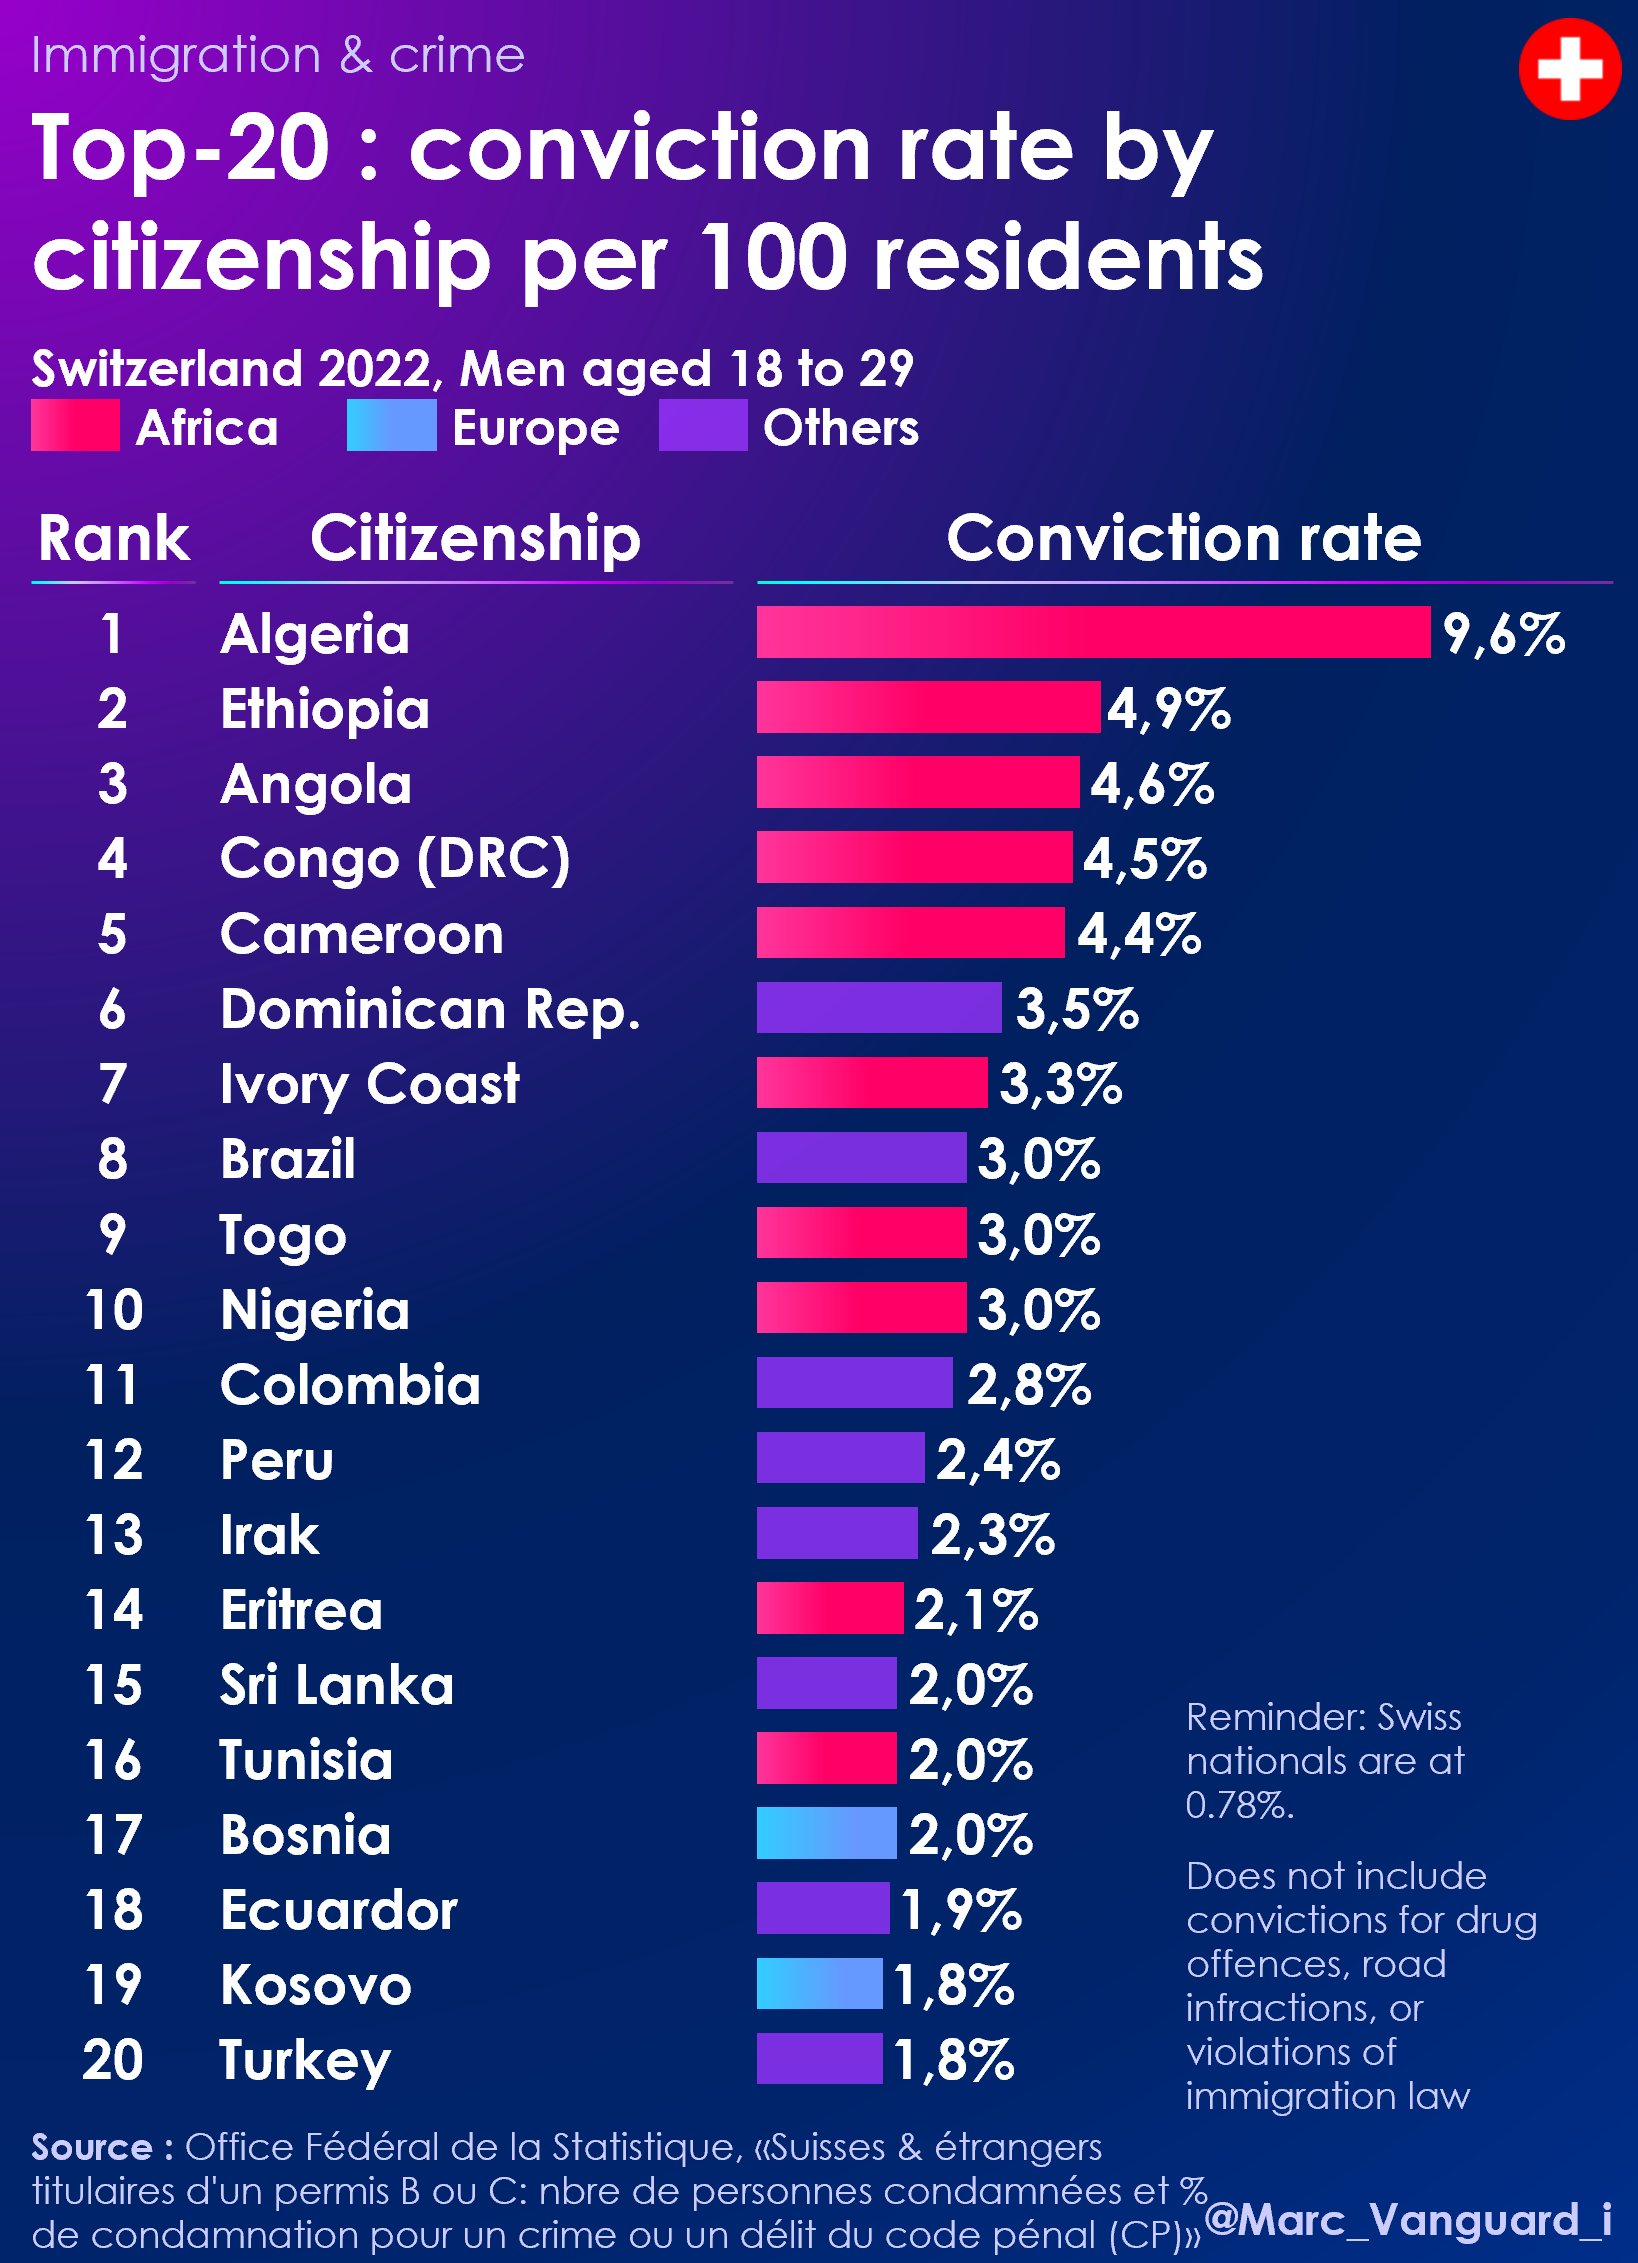 Immigration & crime
Top-20 : conviction rate by
citizenship per 100 residents
Switzerland 2022, Men aged 18 to 29
Africa Europe Others
Rank Citizenship Conviction rate
1 Algeria 9,6%
2 Ethiopia 4,9%
3 Angola 4,6%
4 Congo (DRC) 4,5%
5 Cameroon 4,4%
6 Dominican Rep. 3,5%
7 Ivory Coast 3,3%
8 Brazil 3,0%
9 Togo 3,0%
10 Nigeria 3,0%
11 Colombia 2,8%
12 Peru 2,4%
13 Irak 2,3%
14 Eritrea 2,1%
15 Sri Lanka 2,0%
16 Tunisia 2,0%
17 Bosnia 2,0%
18 Ecuardor 1,9%
19 Kosovo 1,8%
20 Turkey 1,8%
Reminder: Swiss
nationals are at
0.78%.
Does not include
convictions for drug
offences, road
infractions, or
violations of
immigration law
Source : Office Fédéral de la Statistique, «Suisses & étrangers
titulaires d'un permis B ou C: nbre de personnes condamnées et %
de condamnation pour un crime ou un délit du code pénal (CP)»
@Marc_Vanguard_i